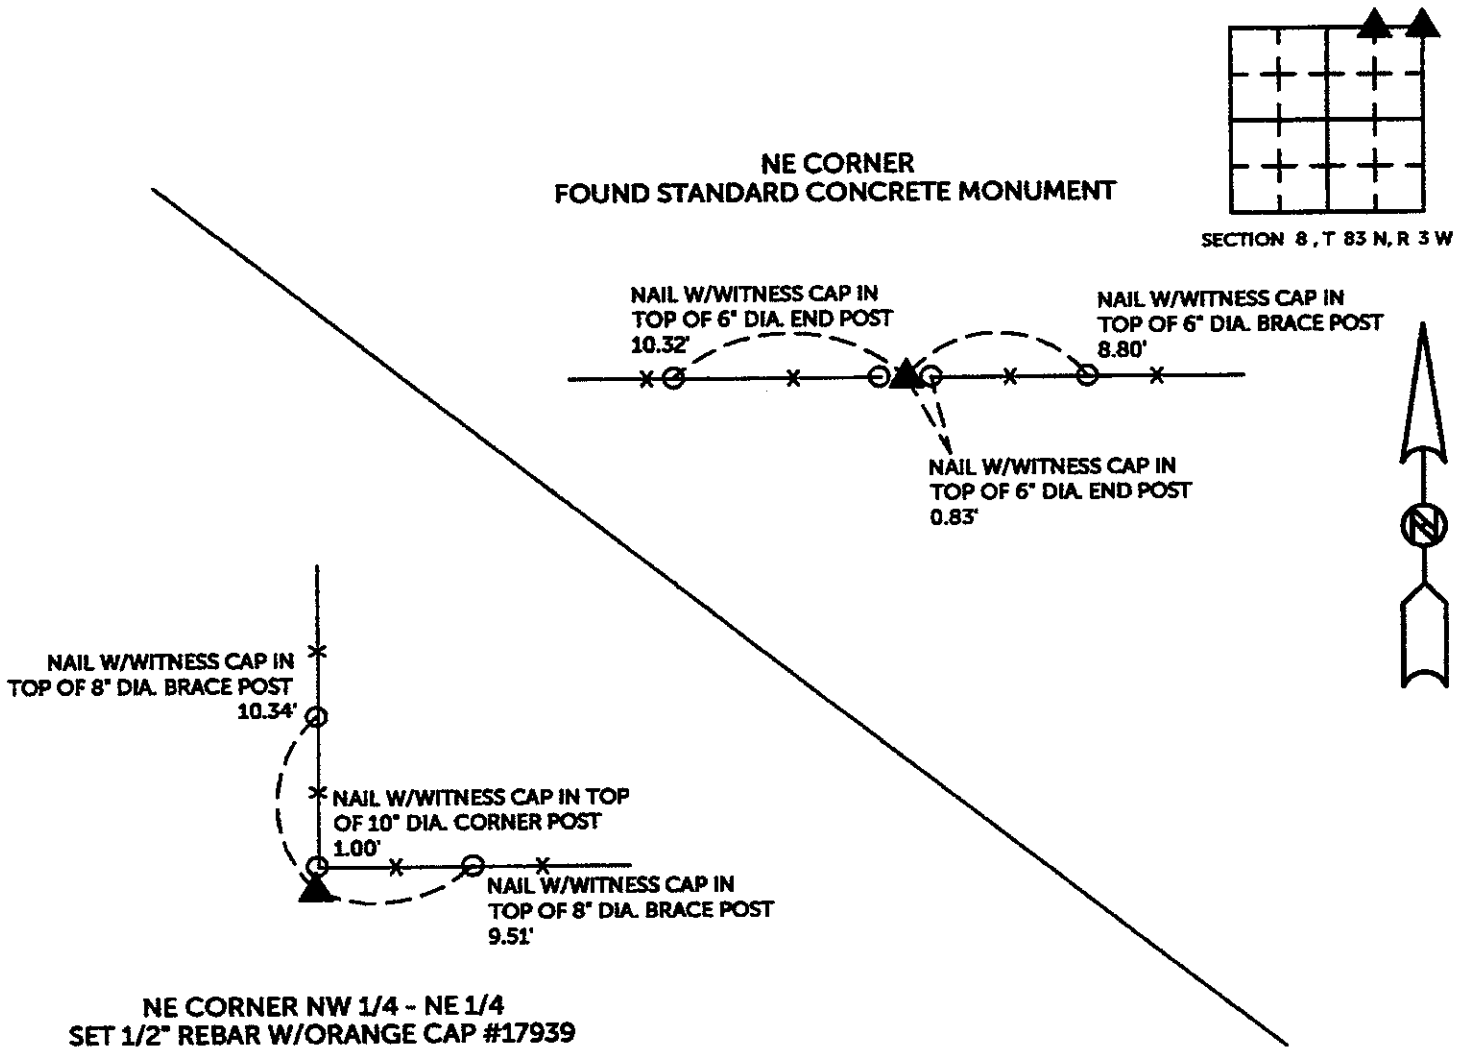 NE CORNER
FOUND STANDARD CONCRETE MONUMENT
SECTION 8, T 83 N, R 3 W
NAIL W/WITNESS CAP IN
TOP OF 6" DIA. END POST
10.32'
NAIL W/WITNESS CAP IN
TOP OF 6" DIA. BRACE POST
8.80'
NAIL W/WITNESS CAP IN
TOP OF 6" DIA. END POST
0.83'
N
NAIL W/WITNESS CAP IN
TOP OF 8" DIA. BRACE POST
10.34'
NAIL W/WITNESS CAP IN TOP
OF 10" DIA. CORNER POST
1.00'
NAIL W/WITNESS CAP IN
TOP OF 8" DIA. BRACE POST
9.51'
NE CORNER NW 1/4 - NE 1/4
SET 1/2" REBAR W/ORANGE CAP #17939